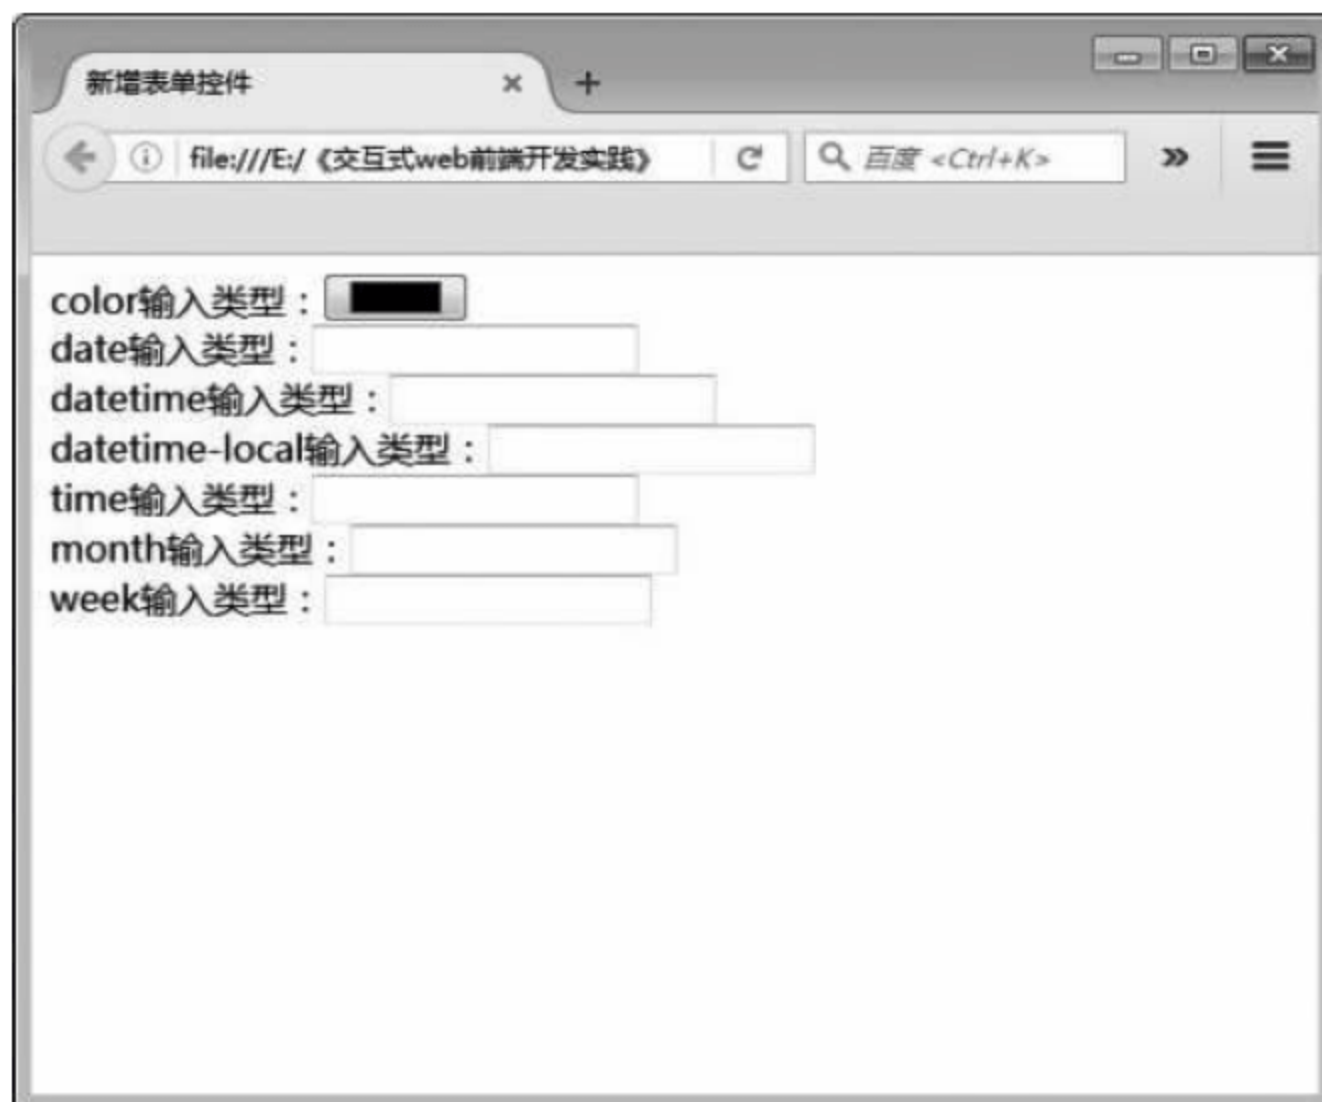 新增表单控件
file:///E:/《交互式web前端开发实践》
百度 <Ctrl+K>
color输入类型：
date输入类型：
datetime输入类型：
datetime-local输入类型：
time输入类型：
month输入类型：
week输入类型：